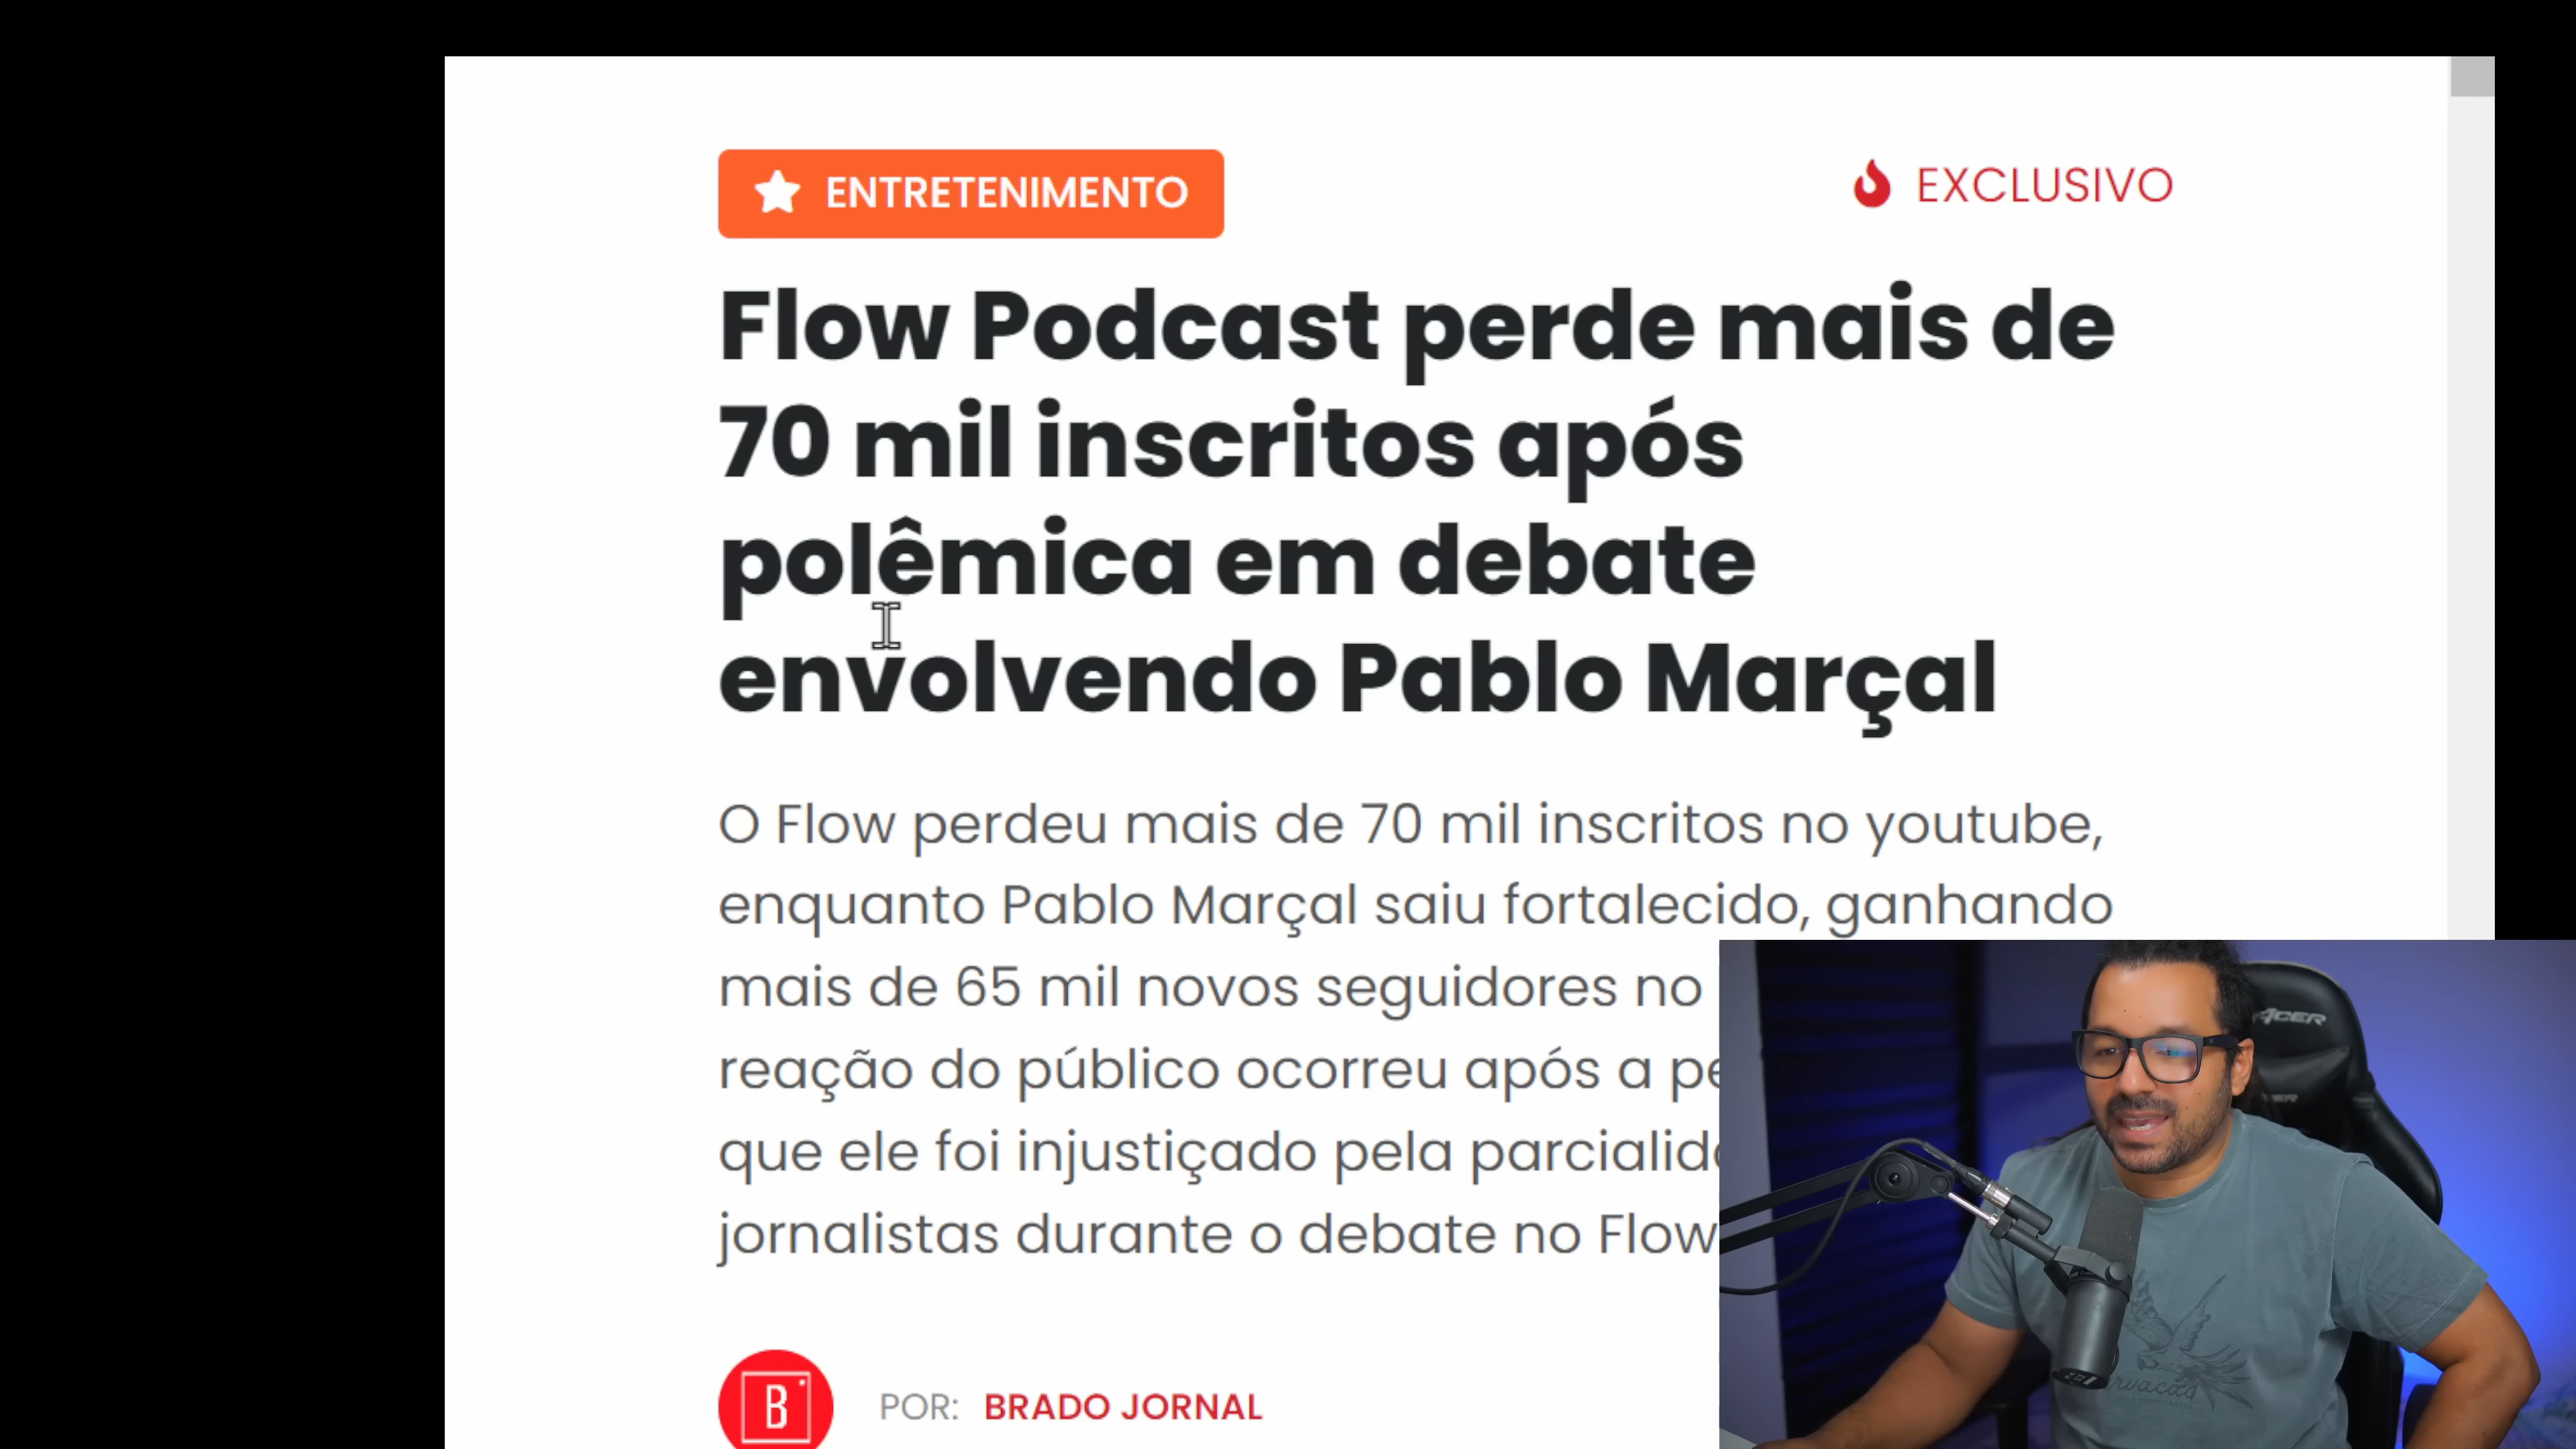 ENTRETENIMENTO
EXCLUSIVO
Flow Podcast perde mais de
70 mil inscritos após
polêmica em debate
envolvendo Pablo Marçal
O Flow perdeu mais de 70 mil inscritos no youtube,
enquanto Pablo Marçal saiu fortalecido, ganhando
mais de 65 mil novos seguidores no
reação do público ocorreu após a
que ele foi injustiçado pela
jornalistas durante o debate no Flow
B
POR: BRADO JORNAL